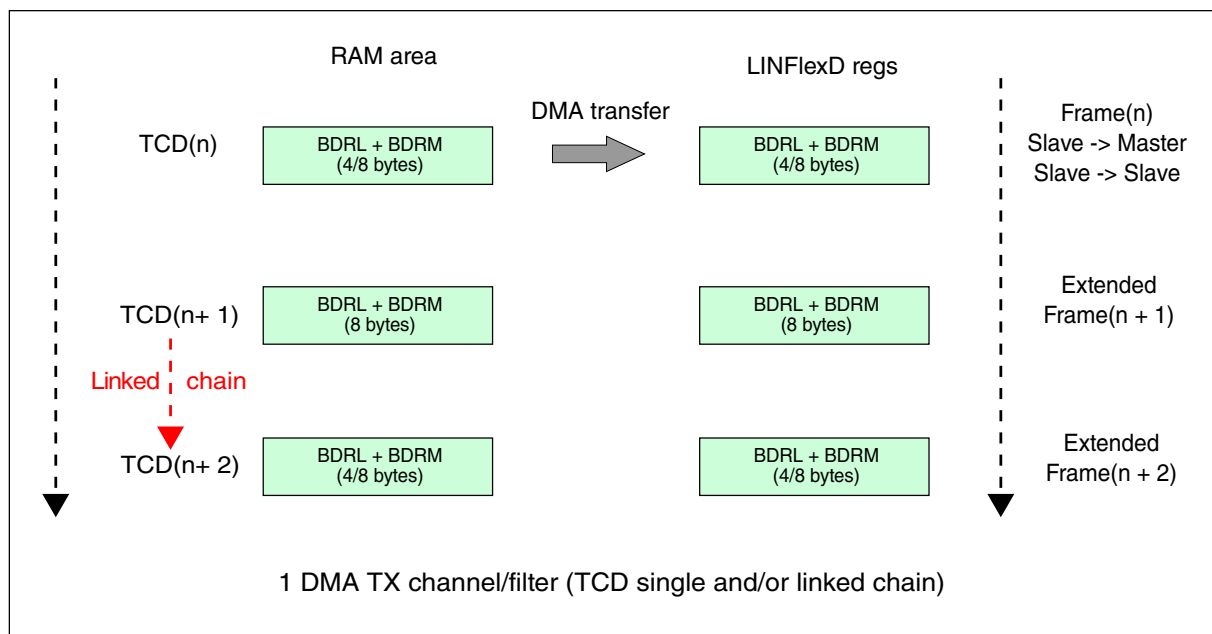 RAM area
LINFlexD regs
DMA transfer
TCD(n)
BDRL + BDRM
(4/8 bytes)
BDRL + BDRM
(4/8 bytes)
Frame(n)
Slave -> Master
Slave -> Slave
TCD(n+ 1)
BDRL + BDRM
(8 bytes)
BDRL + BDRM
(8 bytes)
Extended
Frame(n + 1)
Linked chain
TCD(n+ 2)
BDRL + BDRM
(4/8 bytes)
BDRL + BDRM
(4/8 bytes)
Extended
Frame(n + 2)
1 DMA TX channel/filter (TCD single and/or linked chain)